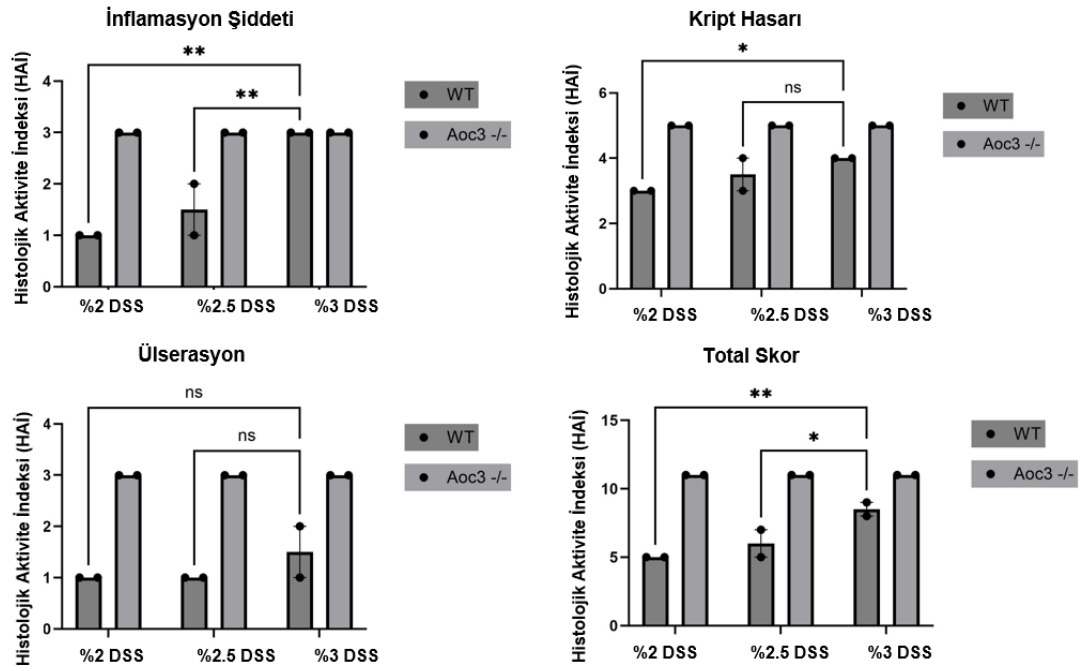 İnflamasyon Şiddeti
Histolojik Aktivite İndeksi (HAİ)
4
3
2
1
0
**
**
%2 DSS
%2.5 DSS
%3 DSS
WT
Aoc3 -/-
Kript Hasarı
Histolojik Aktivite İndeksi (HAİ)
6
4
2
0
*
ns
%2 DSS
%2.5 DSS
%3 DSS
WT
Aoc3 -/-
Ülserasyon
Histolojik Aktivite İndeksi (HAİ)
4
3
2
1
0
ns
ns
%2 DSS
%2.5 DSS
%3 DSS
WT
Aoc3 -/-
Total Skor
Histolojik Aktivite İndeksi (HAİ)
15
10
5
0
**
*
%2 DSS
%2.5 DSS
%3 DSS
WT
Aoc3 -/-